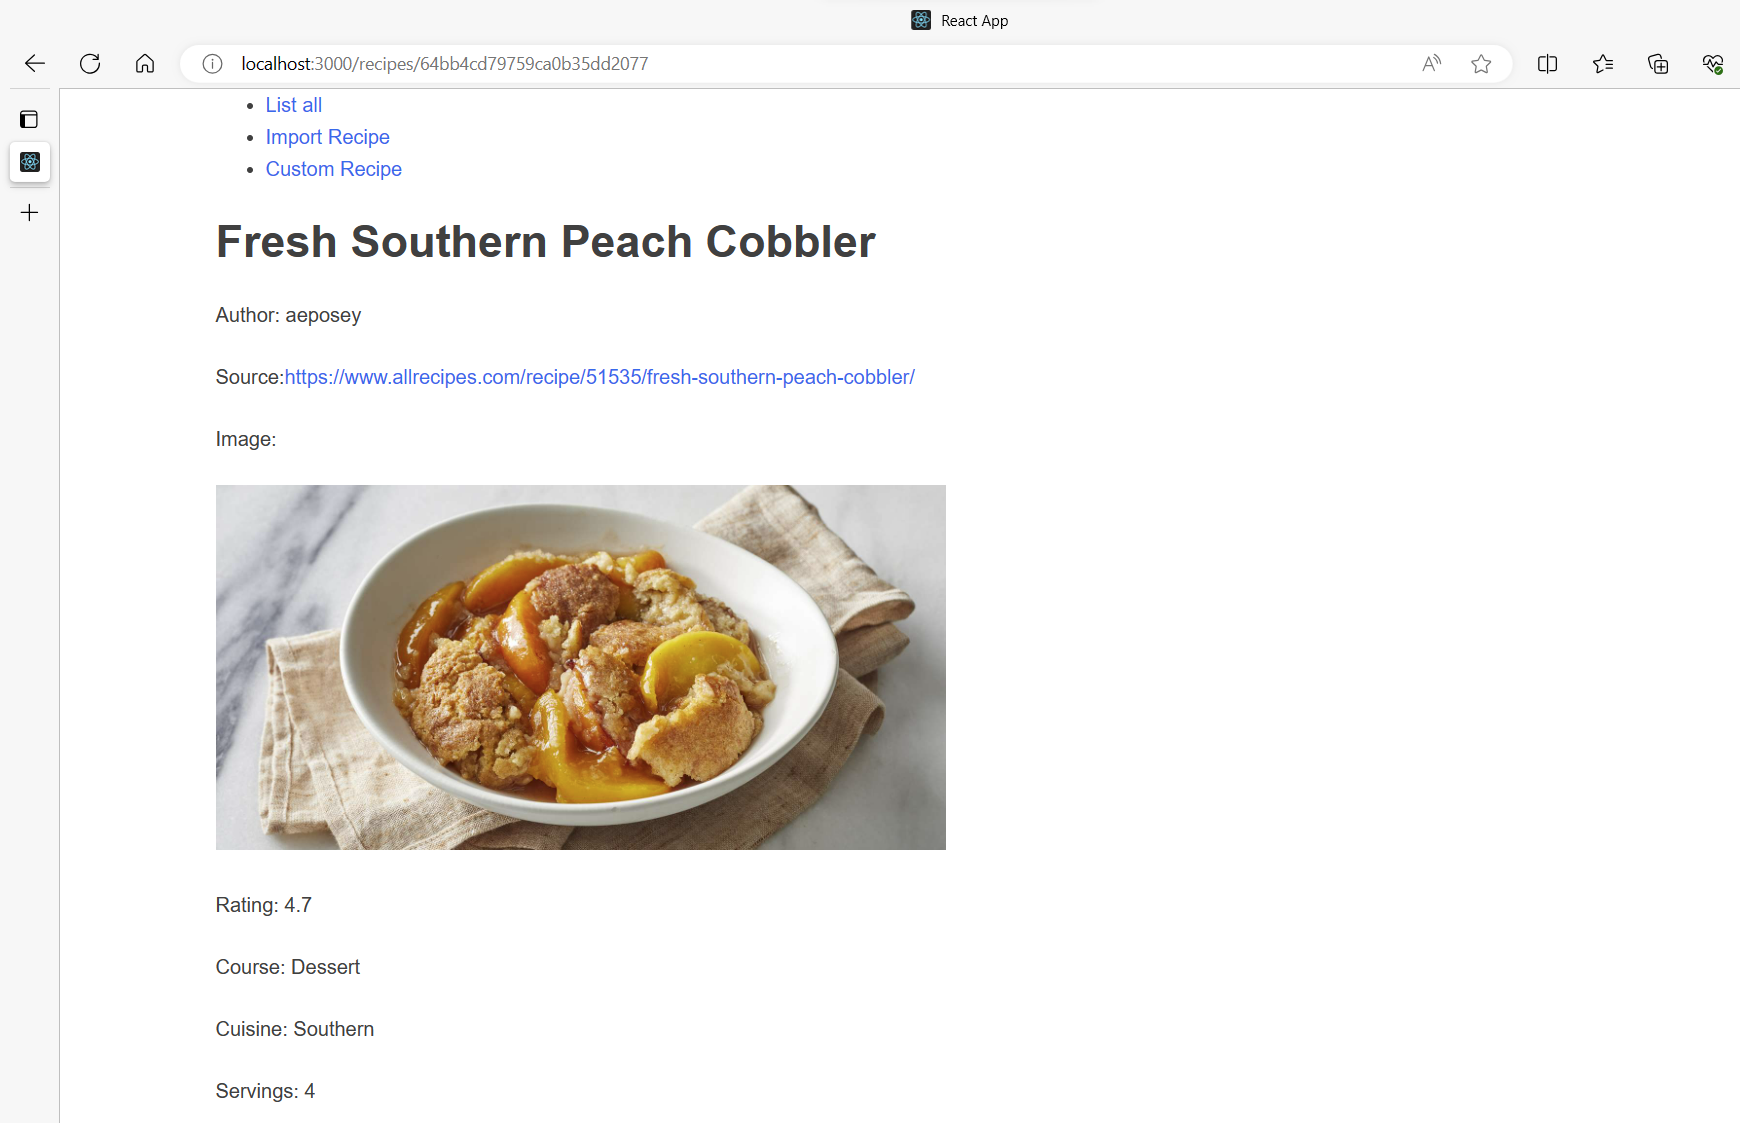 React App
localhost:3000/recipes/64bb4cd79759ca0b35dd2077
List all
Import Recipe
Custom Recipe
Fresh Southern Peach Cobbler
Author: aeposey
Source:https://www.allrecipes.com/recipe/51535/fresh-southern-peach-cobbler/
Image:
Rating: 4.7
Course: Dessert
Cuisine: Southern
Servings: 4